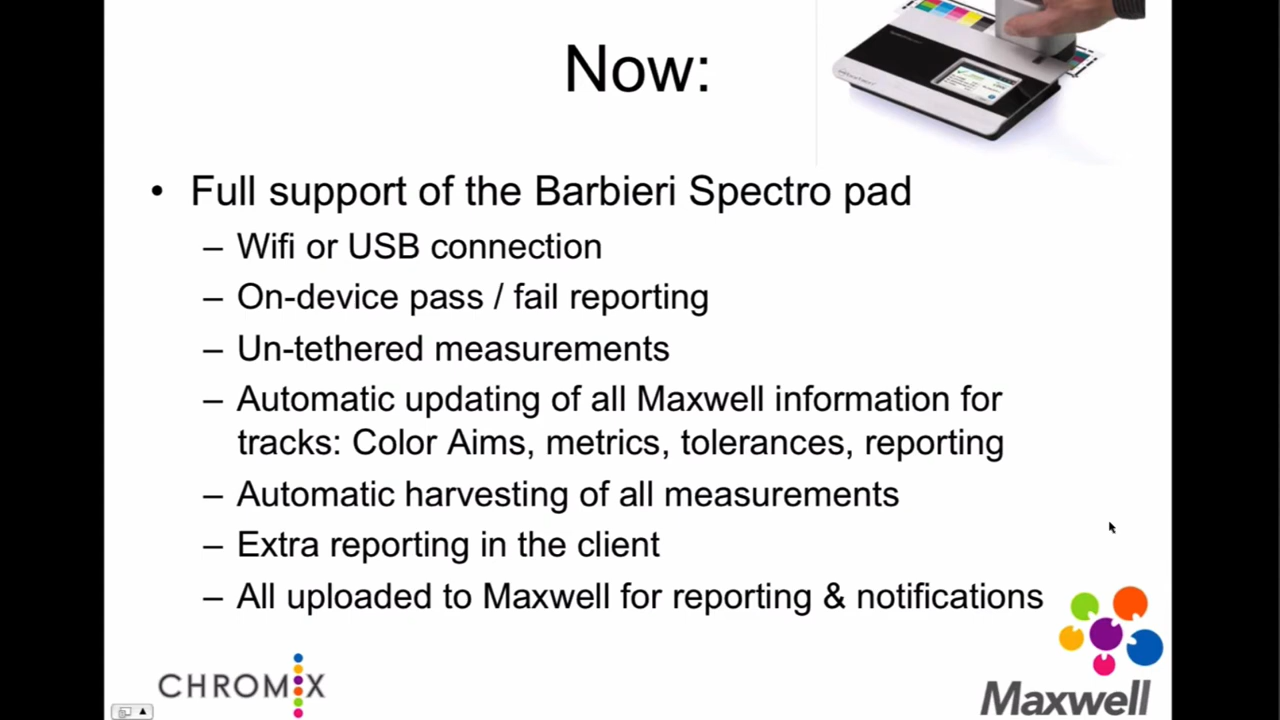 Now:
• Full support of the Barbieri Spectro pad
– Wifi or USB connection
– On-device pass / fail reporting
– Un-tethered measurements
– Automatic updating of all Maxwell information for
tracks: Color Aims, metrics, tolerances, reporting
– Automatic harvesting of all measurements
– Extra reporting in the client
– All uploaded to Maxwell for reporting & notifications
CHROMIX
Maxwell